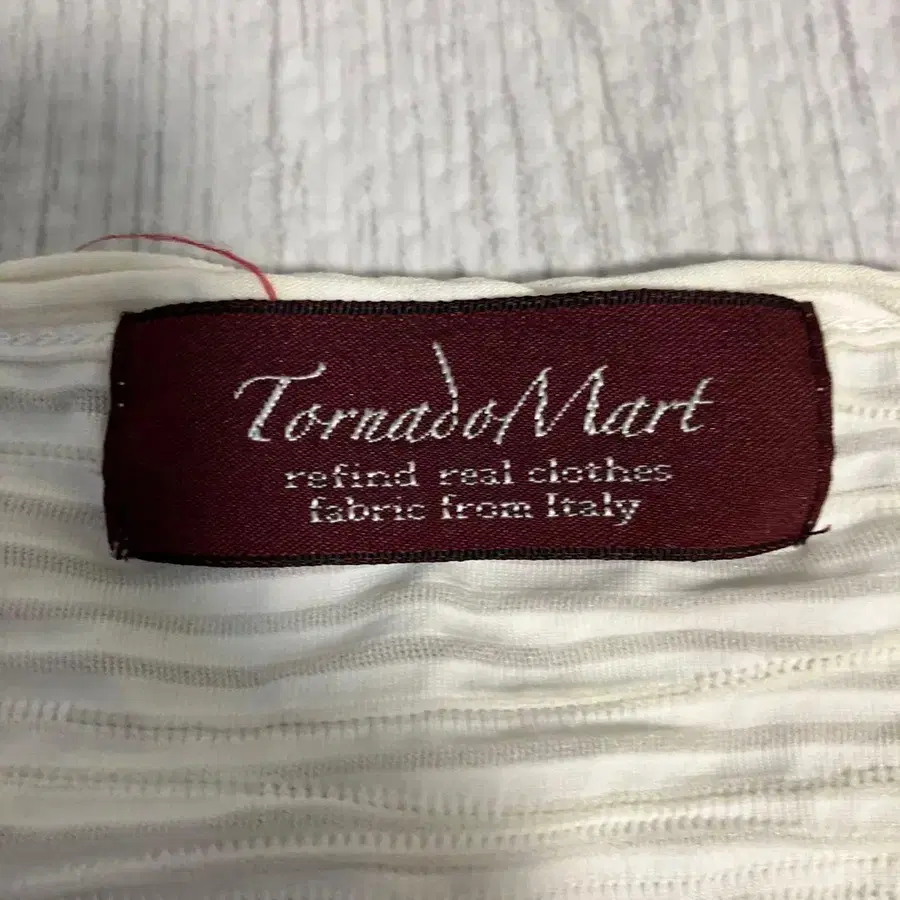 TornadoMart
refind real clothes
fabric from Italy